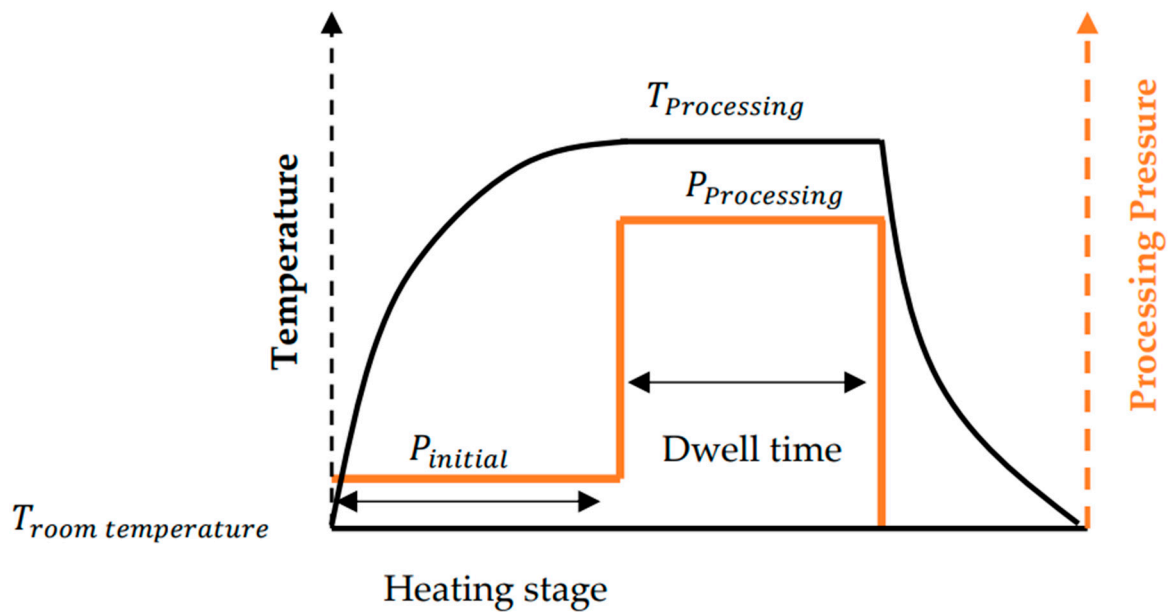 Temperature
Processing Pressure
T_Processing
P_Processing
P_initial
Dwell time
T_room temperature
Heating stage